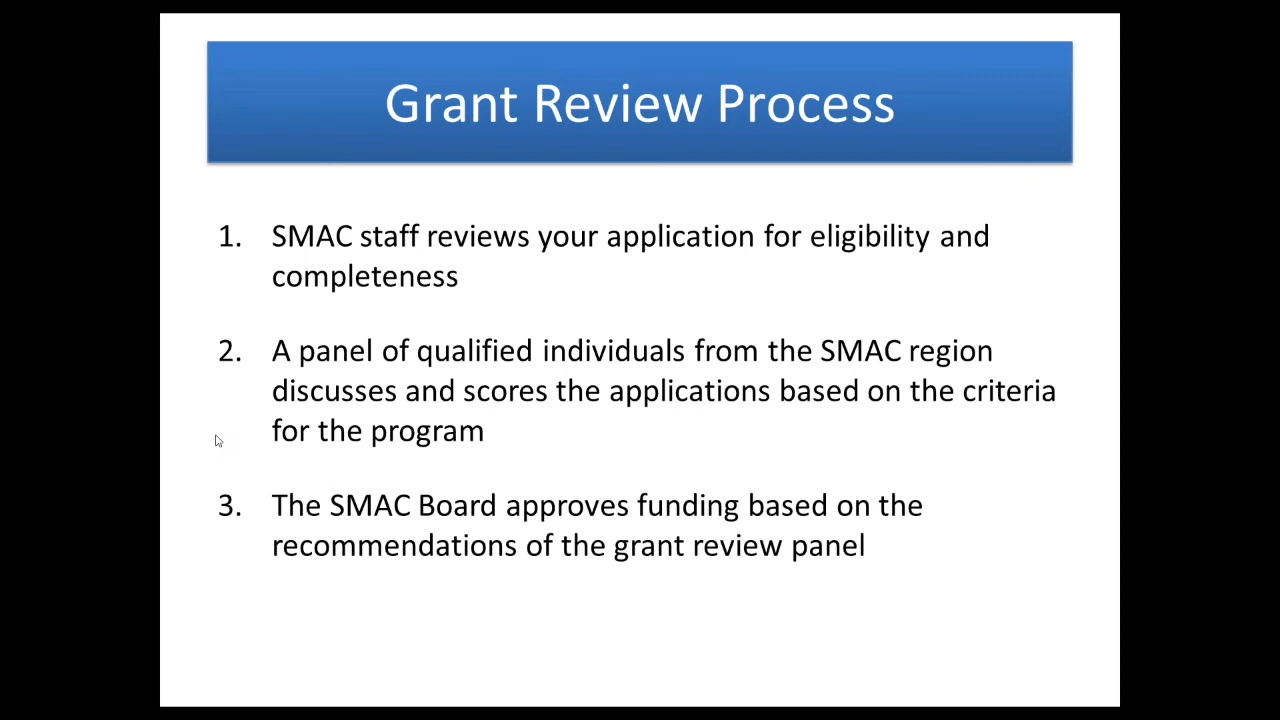 Grant Review Process
1. SMAC staff reviews your application for eligibility and
completeness
2. A panel of qualified individuals from the SMAC region
discusses and scores the applications based on the criteria
for the program
3. The SMAC Board approves funding based on the
recommendations of the grant review panel